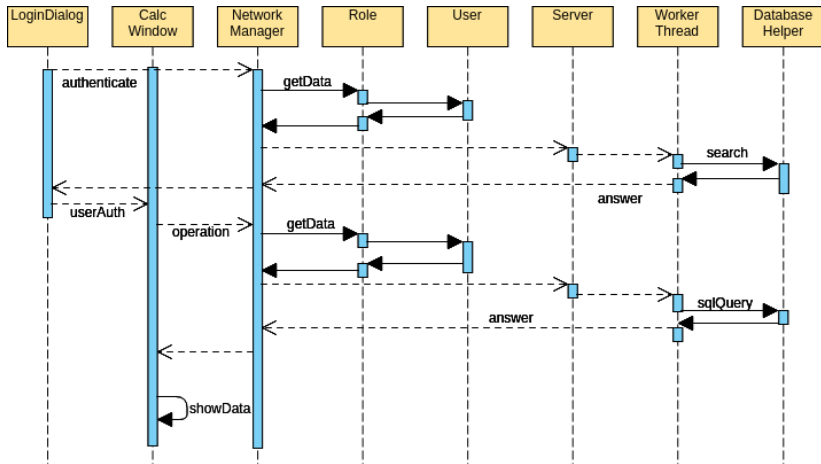 LoginDialog
Calc
Window
Network
Manager
Role
User
Server
Worker
Thread
Database
Helper
authenticate
getData
search
answer
userAuth
operation
getData
sqlQuery
answer
showData